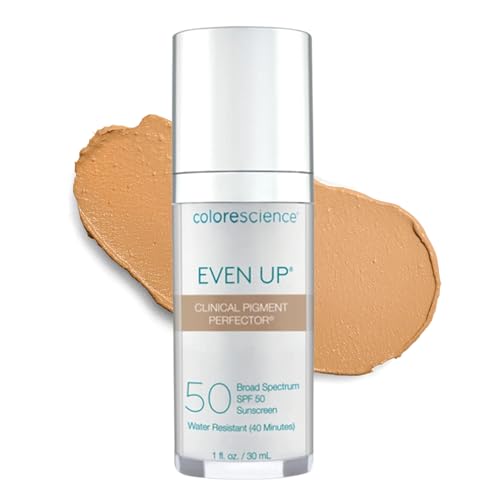 colorescience®
EVEN UP®
CLINICAL PIGMENT
PERFECTOR®
50
Broad Spectrum
SPF 50
Sunscreen
Water Resistant (40 Minutes)
1 fl. oz. / 30 mL